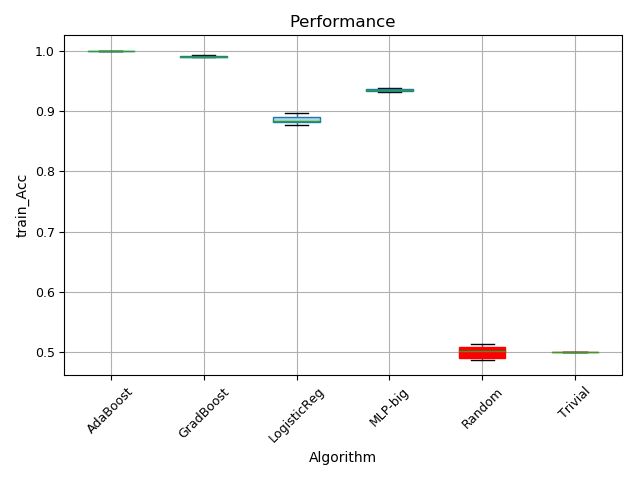 Performance
1.0
0.9
0.8
0.7
0.6
0.5
train_Acc
AdaBoost
GradBoost
LogisticReg
MLP-big
Random
Trivial
Algorithm